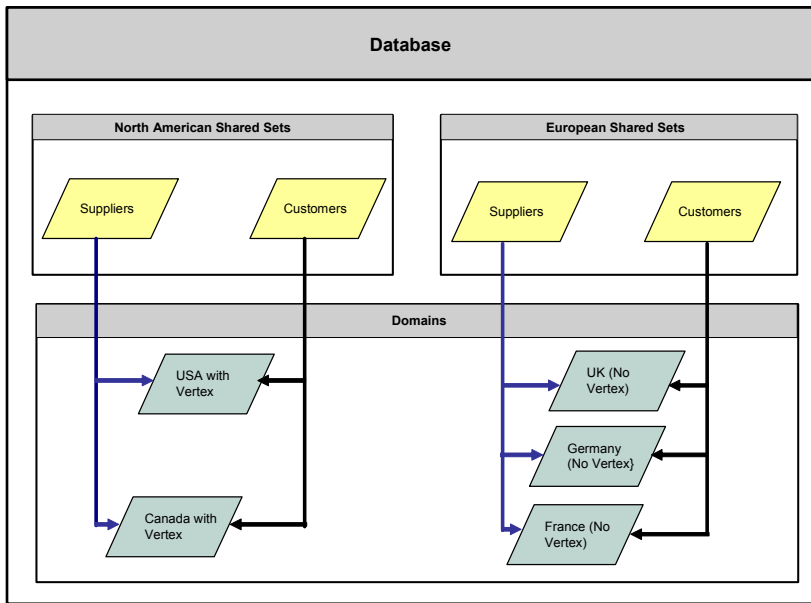 Database
North American Shared Sets
European Shared Sets
Suppliers
Customers
Suppliers
Customers
Domains
USA with
Vertex
UK (No
Vertex)
Germany
(No Vertex}
Canada with
Vertex
France (No
Vertex)